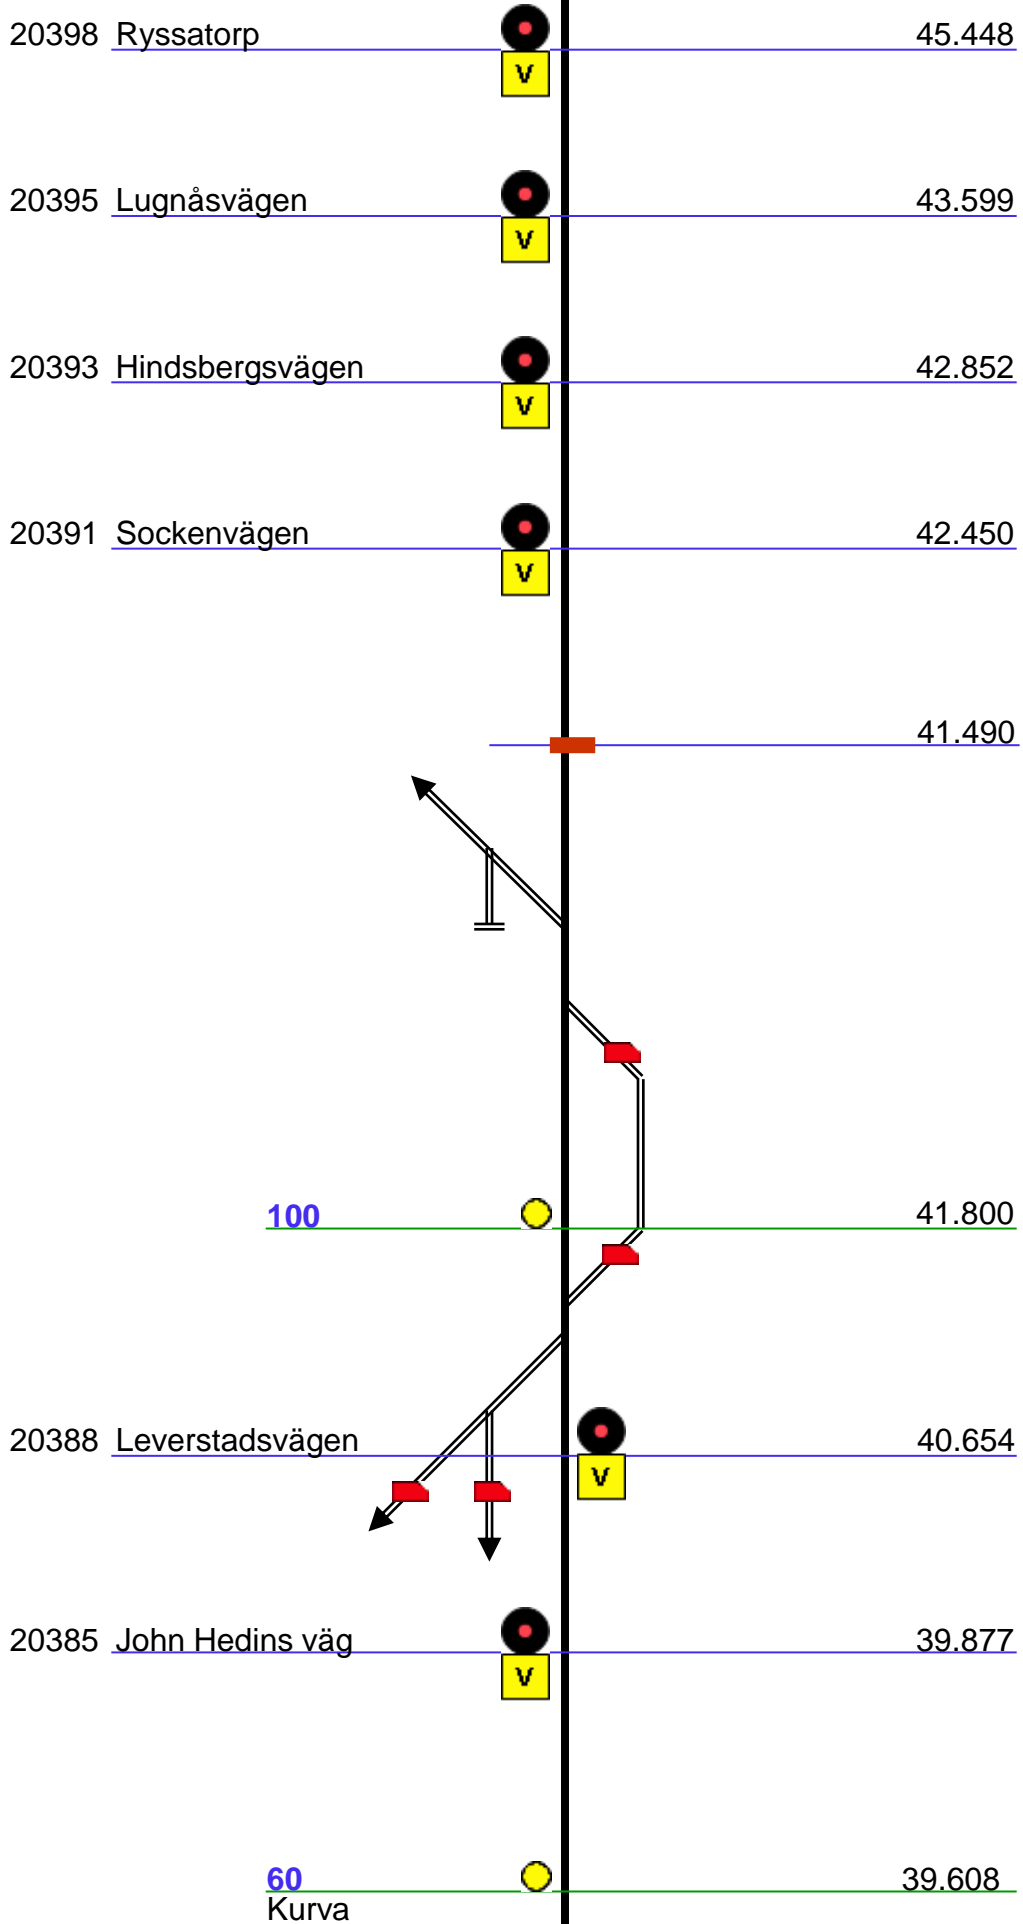 20398 Ryssatorp 45.448
V
20395 Lugnåsvägen 43.599
V
20393 Hindsbergsvägen 42.852
V
20391 Sockenvägen 42.450
V
41.490
100 41.800
20388 Leverstadsvägen 40.654
V
20385 John Hedins väg 39.877
V
60 39.608
Kurva